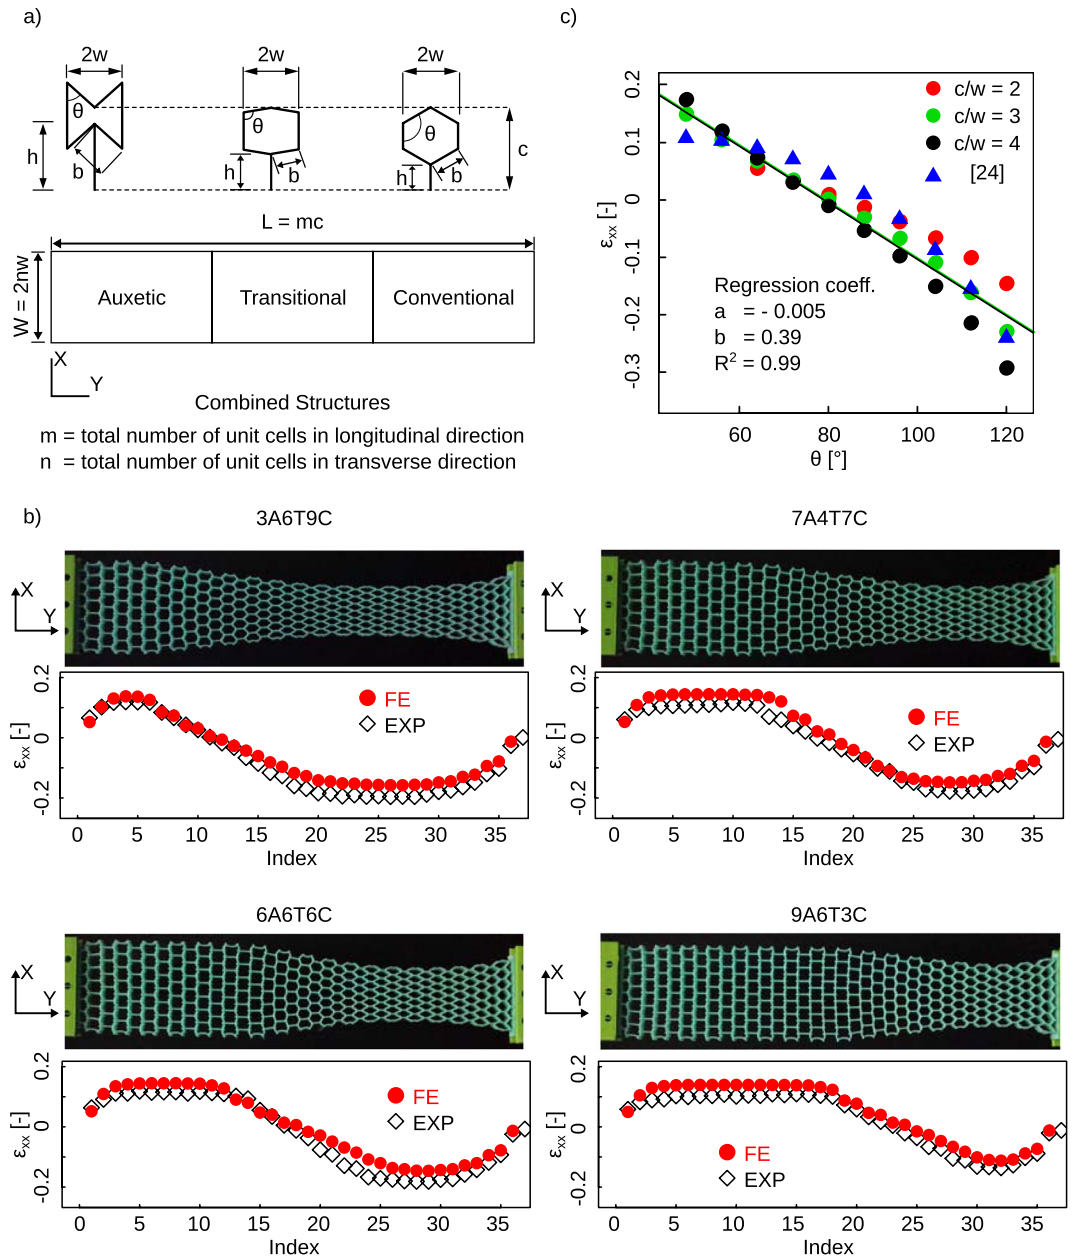 a)
2w
2w
2w
θ
θ
θ
h
b
h
b
h
b
c
L = mc
W = 2nw
Auxetic
Transitional
Conventional
X
Y
Combined Structures
m = total number of unit cells in longitudinal direction
n = total number of unit cells in transverse direction
c)
0.2
0.1
0
-0.1
-0.2
-0.3
εxx [-]
c/w = 2
c/w = 3
c/w = 4
[24]
Regression coeff.
a = - 0.005
b = 0.39
R² = 0.99
60
80
100
120
θ [°]
b)
3A6T9C
X
Y
0.2
0
-0.2
εxx [-]
FE
EXP
0 5 10 15 20 25 30 35
Index
7A4T7C
X
Y
0.2
0
-0.2
εxx [-]
FE
EXP
0 5 10 15 20 25 30 35
Index
6A6T6C
X
Y
0.2
0
-0.2
εxx [-]
FE
EXP
0 5 10 15 20 25 30 35
Index
9A6T3C
X
Y
0.2
0
-0.2
εxx [-]
FE
EXP
0 5 10 15 20 25 30 35
Index